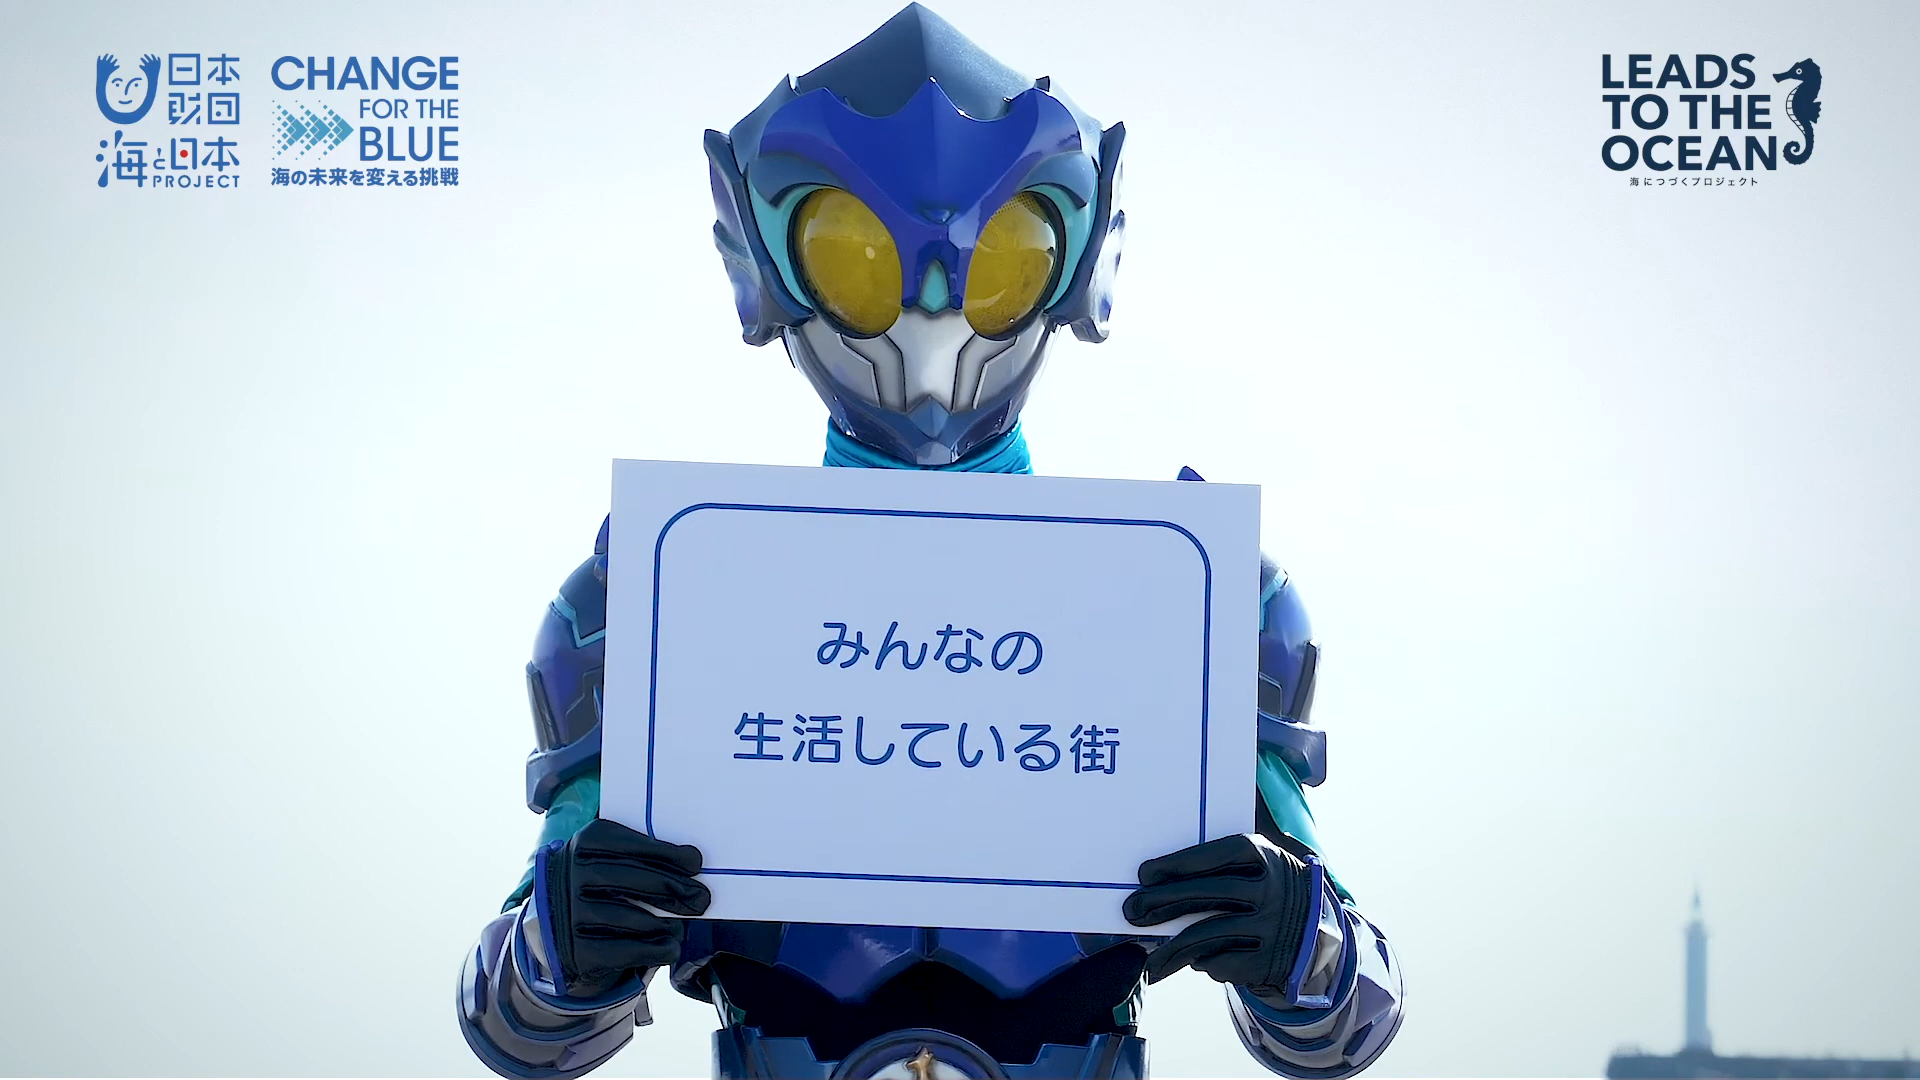 日本
財団
海と日本
PROJECT
CHANGE
FOR THE
BLUE
海の未来を変える挑戦
LEADS
TO THE
OCEAN
海につづくプロジェクト
みんなの
生活している街